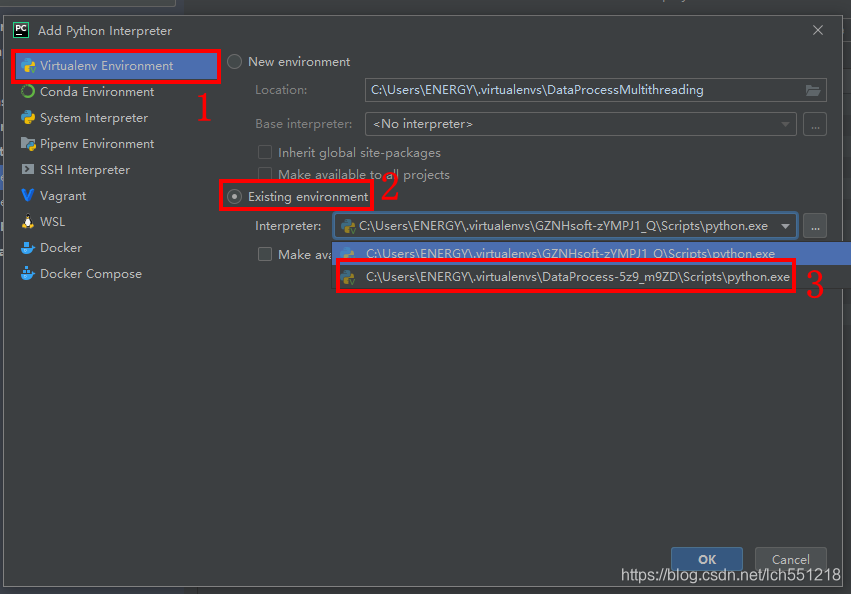 PC Add Python Interpreter
Virtualenv Environment
1
Conda Environment
System Interpreter
Pipenv Environment
SSH Interpreter
Vagrant
WSL
Docker
Docker Compose
New environment
Location: C:\Users\ENERGY\.virtualenvs\DataProcessMultithreading
Base interpreter: <No interpreter> ...
Inherit global site-packages
Make available to all projects
Existing environment 2
Interpreter: C:\Users\ENERGY\.virtualenvs\GZNHsoft-zYMPJ1_Q\Scripts\python.exe ...
Make ava
C:\Users\ENERGY\.virtualenvs\GZNHsoft-zYMPJ1_Q\Scripts\python.exe
C:\Users\ENERGY\.virtualenvs\DataProcess-5z9_m9ZD\Scripts\python.exe 3
OK Cancel
https://blog.csdn.net/lch551218